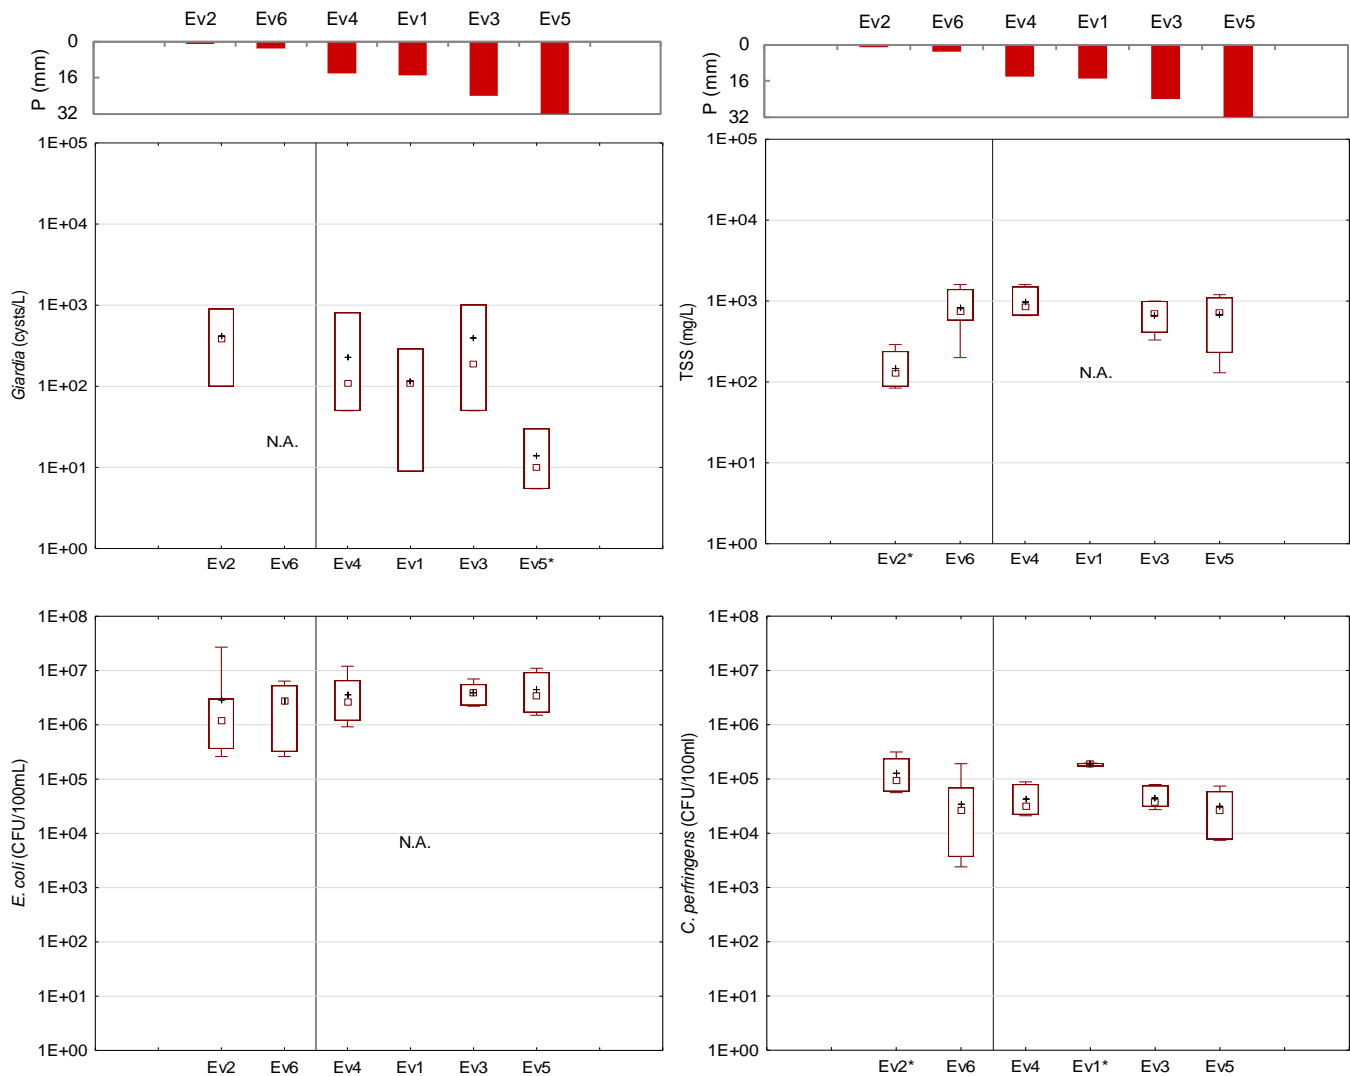 Ev2 Ev6 Ev4 Ev1 Ev3 Ev5
0
16
32
P (mm)
1E+05
1E+04
1E+03
1E+02
1E+01
1E+00
Giardia (cysts/L)
N.A.
Ev2 Ev6 Ev4 Ev1 Ev3 Ev5*
Ev2 Ev6 Ev4 Ev1 Ev3 Ev5
0
16
32
P (mm)
1E+05
1E+04
1E+03
1E+02
1E+01
1E+00
TSS (mg/L)
N.A.
Ev2* Ev6 Ev4 Ev1 Ev3 Ev5
1E+08
1E+07
1E+06
1E+05
1E+04
1E+03
1E+02
1E+01
1E+00
E. coli (CFU/100mL)
N.A.
Ev2 Ev6 Ev4 Ev1 Ev3 Ev5
1E+08
1E+07
1E+06
1E+05
1E+04
1E+03
1E+02
1E+01
1E+00
C. perfringens (CFU/100ml)
Ev2* Ev6 Ev4 Ev1* Ev3 Ev5